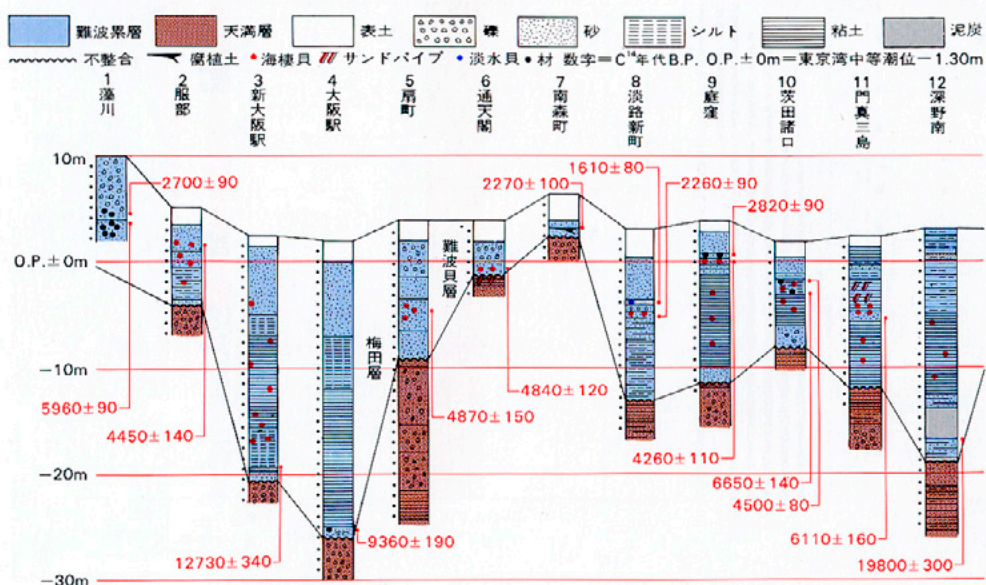 難波累層 天満層 表土 礫 砂 シルト 粘土 泥炭
不整合 腐植土 海棲貝 サンドパイプ 淡水貝 材 数字=C¹⁴年代B.P. O.P.±0m=東京湾中等潮位−1.30m
1 藻川
2 服部
3 新大阪駅
4 大阪駅
5 扇町
6 通天閣
7 南森町
8 淡路新町
9 庭窪
10 茨田諸口
11 門真三島
12 深野南
10m
O.P.±0m
−10m
−20m
−30m
2700±90
5960±90
4450±140
12730±340
9360±190
4870±150
4840±120
2270±100
1610±80
2260±90
2820±90
4260±110
6650±140
4500±80
6110±160
19800±300
難波貝層
梅田層